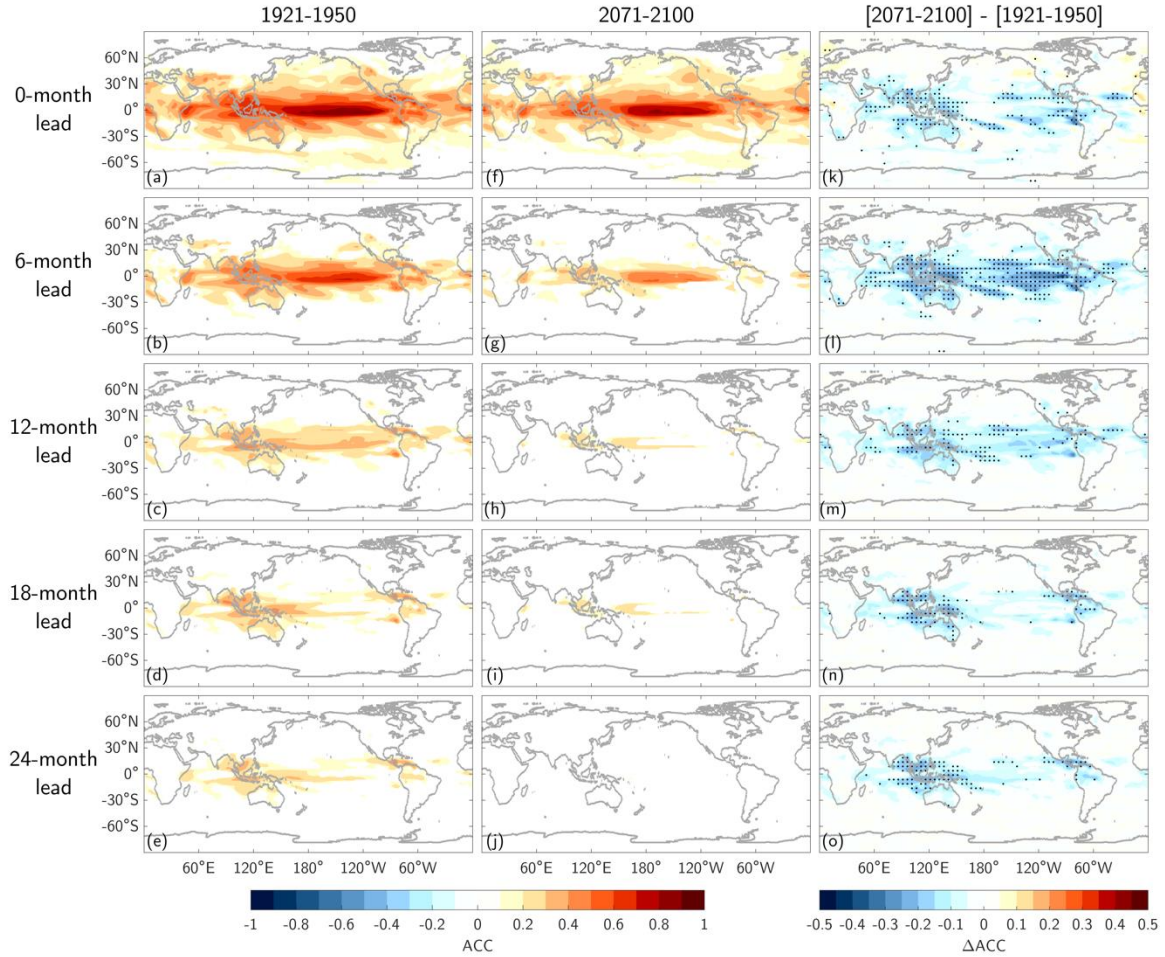 1921-1950 2071-2100 [2071-2100] - [1921-1950]
0-month
lead
60°N
30°N
0°
-30°S
-60°S
(a) (f) (k)
6-month
lead
60°N
30°N
0°
-30°S
-60°S
(b) (g) (l)
12-month
lead
60°N
30°N
0°
-30°S
-60°S
(c) (h) (m)
18-month
lead
60°N
30°N
0°
-30°S
-60°S
(d) (i) (n)
24-month
lead
60°N
30°N
0°
-30°S
-60°S
(e) (j) (o)
60°E 120°E 180° 120°W 60°W 60°E 120°E 180° 120°W 60°W 60°E 120°E 180° 120°W 60°W
-1 -0.8 -0.6 -0.4 -0.2 0 0.2 0.4 0.6 0.8 1
ACC
-0.5 -0.4 -0.3 -0.2 -0.1 0 0.1 0.2 0.3 0.4 0.5
ΔACC